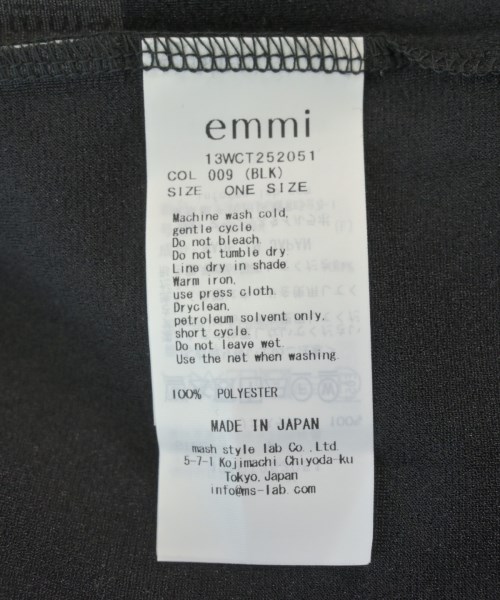 emmi
13WCT252051
COL 009 (BLK)
SIZE ONE SIZE
Machine wash cold,
gentle cycle.
Do not bleach.
Do not tumble dry
Line dry in shade.
Warm iron,
use press cloth.
Dryclean,
petroleum solvent only,
short cycle.
Do not leave wet.
Use the net when washing.
100% POLYESTER
MADE IN JAPAN
mash style lab Co.,Ltd.
5-7-1 Kojimachi Chiyoda-ku
Tokyo,Japan
info@ms-lab.com